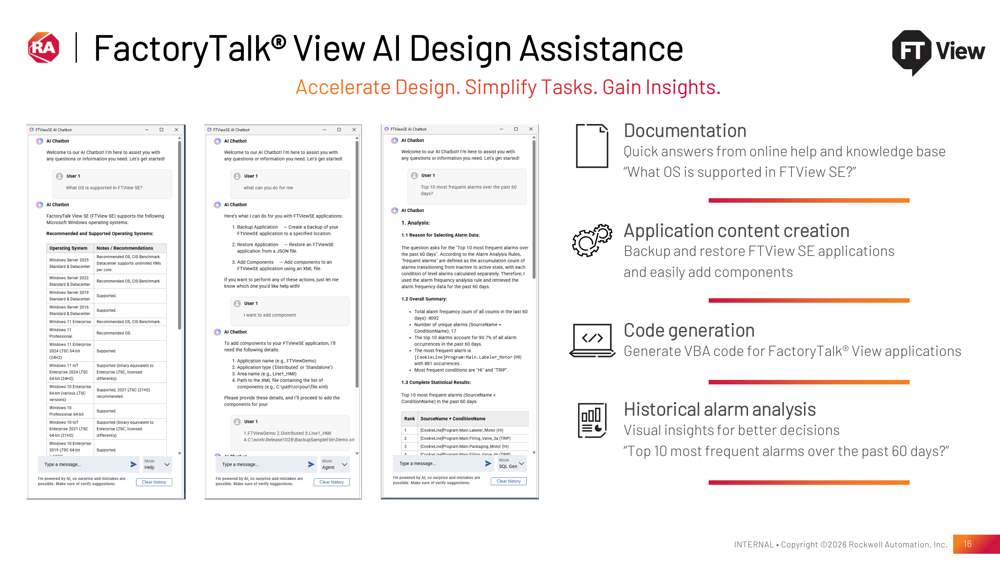 RA
FactoryTalk® View AI Design Assistance
FT View
Accelerate Design. Simplify Tasks. Gain Insights.
FTViewSE AI Chatbot
AI Chatbot
Welcome to our AI Chatbot! I'm here to assist you with
any questions or information you need. Let's get started!
User 1
What OS is supported in FTView SE?
AI Chatbot
FactoryTalk View SE (FTView SE) supports the following
Microsoft Windows operating systems:
Recommended and Supported Operating Systems:
Operating System Notes / Recommendations
Windows Server 2025
Standard & Datacenter
Recommended OS, CIS Benchmark.
Datacenter supports unlimited VMs
per core.
Windows Server 2022
Standard & Datacenter
Recommended OS, CIS Benchmark.
Windows Server 2019
Standard & Datacenter
Supported.
Windows Server 2016
Standard & Datacenter
Supported.
Windows 11 Enterprise Recommended OS, CIS Benchmark.
Windows 11
Professional
Recommended OS.
Windows 11 Enterprise
2024 LTSC 64-bit
(24H2)
Supported.
Windows 11 IoT
Enterprise 2024 LTSC
64-bit (24H2)
Supported (binary equivalent to
Enterprise LTSC, licensed
differently).
Windows 10 Enterprise
64-bit (various LTSC
versions)
Supported, 2021 LTSC (21H2)
recommended.
Windows 10
Professional 64-bit
Supported.
Windows 10 IoT
Enterprise 2021 LTSC
64-bit (21H2)
Supported (binary equivalent to
Enterprise LTSC, licensed
differently).
Windows 10 Enterprise
2019 LTSC 64-bit
Supported.
Type a message...
Mode
Help
I'm powered by AI, so surprise and mistakes are
possible. Make sure of verify suggestions.
Clear history
FTViewSE AI Chatbot
AI Chatbot
Welcome to our AI Chatbot! I'm here to assist you with
any questions or information you need. Let's get started!
User 1
what can you do for me
AI Chatbot
Here's what I can do for you with FTViewSE applications:
1. Backup Application — Create a backup of your
FTViewSE application to a specified location.
2. Restore Application — Restore an FTViewSE
application from a JSON file.
3. Add Components — Add components to an
FTViewSE application using an XML file.
If you want to perform any of these actions, just let me
know which one you'd like help with!
User 1
I want to add component
AI Chatbot
To add components to your FTViewSE application, I'll
need the following details:
1. Application name (e.g., FTViewDemo)
2. Application type ('Distributed' or 'Standalone')
3. Area name (e.g., Line1_HMI)
4. Path to the XML file containing the list of
components (e.g., C:\path\to\your\file.xml)
Please provide these details, and I'll proceed to add the
components for you!
User 1
1.FTViewDemo 2.Distributed 3.Line1_HMI
4.C:\work\Release1028\BackupSampleFile\Demo.xm
AI Chatbot
Type a message...
Mode
Agent
I'm powered by AI, so surprise and mistakes are
possible. Make sure of verify suggestions.
Clear history
FTViewSE AI Chatbot
AI Chatbot
Welcome to our AI Chatbot! I'm here to assist you with
any questions or information you need. Let's get started!
User 1
Top 10 most frequent alarms over the past 60
days?
AI Chatbot
1. Analysis:
1.1 Reason for Selecting Alarm Data:
The question asks for the "Top 10 most frequent alarms over
the past 60 days". According to the Alarm Analysis Rules,
"frequent alarms" are defined as the accumulation count of
alarms transitioning from inactive to active state, with each
condition of level alarms calculated separately. Therefore, I
used the alarm frequency analysis rule and retrieved the
alarm frequency data for the past 60 days.
1.2 Overall Summary:
• Total alarm frequency (sum of all counts in the last 60
days): 4092
• Number of unique alarms (SourceName +
ConditionName): 17
• The top 10 alarms account for 90.7% of all alarm
occurrences in the past 60 days.
• The most frequent alarm is
[CookieLine]Program:Main.Labeler_Motor (HI)
with 881 occurrences.
• Most frequent conditions are "HI" and "TRIP".
1.3 Complete Statistical Results:
Top 10 most frequent alarms (SourceName +
ConditionName) in the past 60 days:
Rank SourceName + ConditionName
1 [CookieLine]Program:Main.Labeler_Motor (HI)
2 [CookieLine]Program:Main.Filling_Valve_3a (TRIP)
3 [CookieLine]Program:Main.Packaging_Motor (HI)
4 [CookieLine]Program:Main.Filling_Valve_6b (TRIP)
Type a message...
Mode
SQL Gen
I'm powered by AI, so surprise and mistakes are
possible. Make sure of verify suggestions.
Clear history
Documentation
Quick answers from online help and knowledge base
“What OS is supported in FTView SE?”
Application content creation
Backup and restore FTView SE applications
and easily add components
Code generation
Generate VBA code for FactoryTalk® View applications
Historical alarm analysis
Visual insights for better decisions
“Top 10 most frequent alarms over the past 60 days?”
INTERNAL • Copyright ©2026 Rockwell Automation, Inc.
16